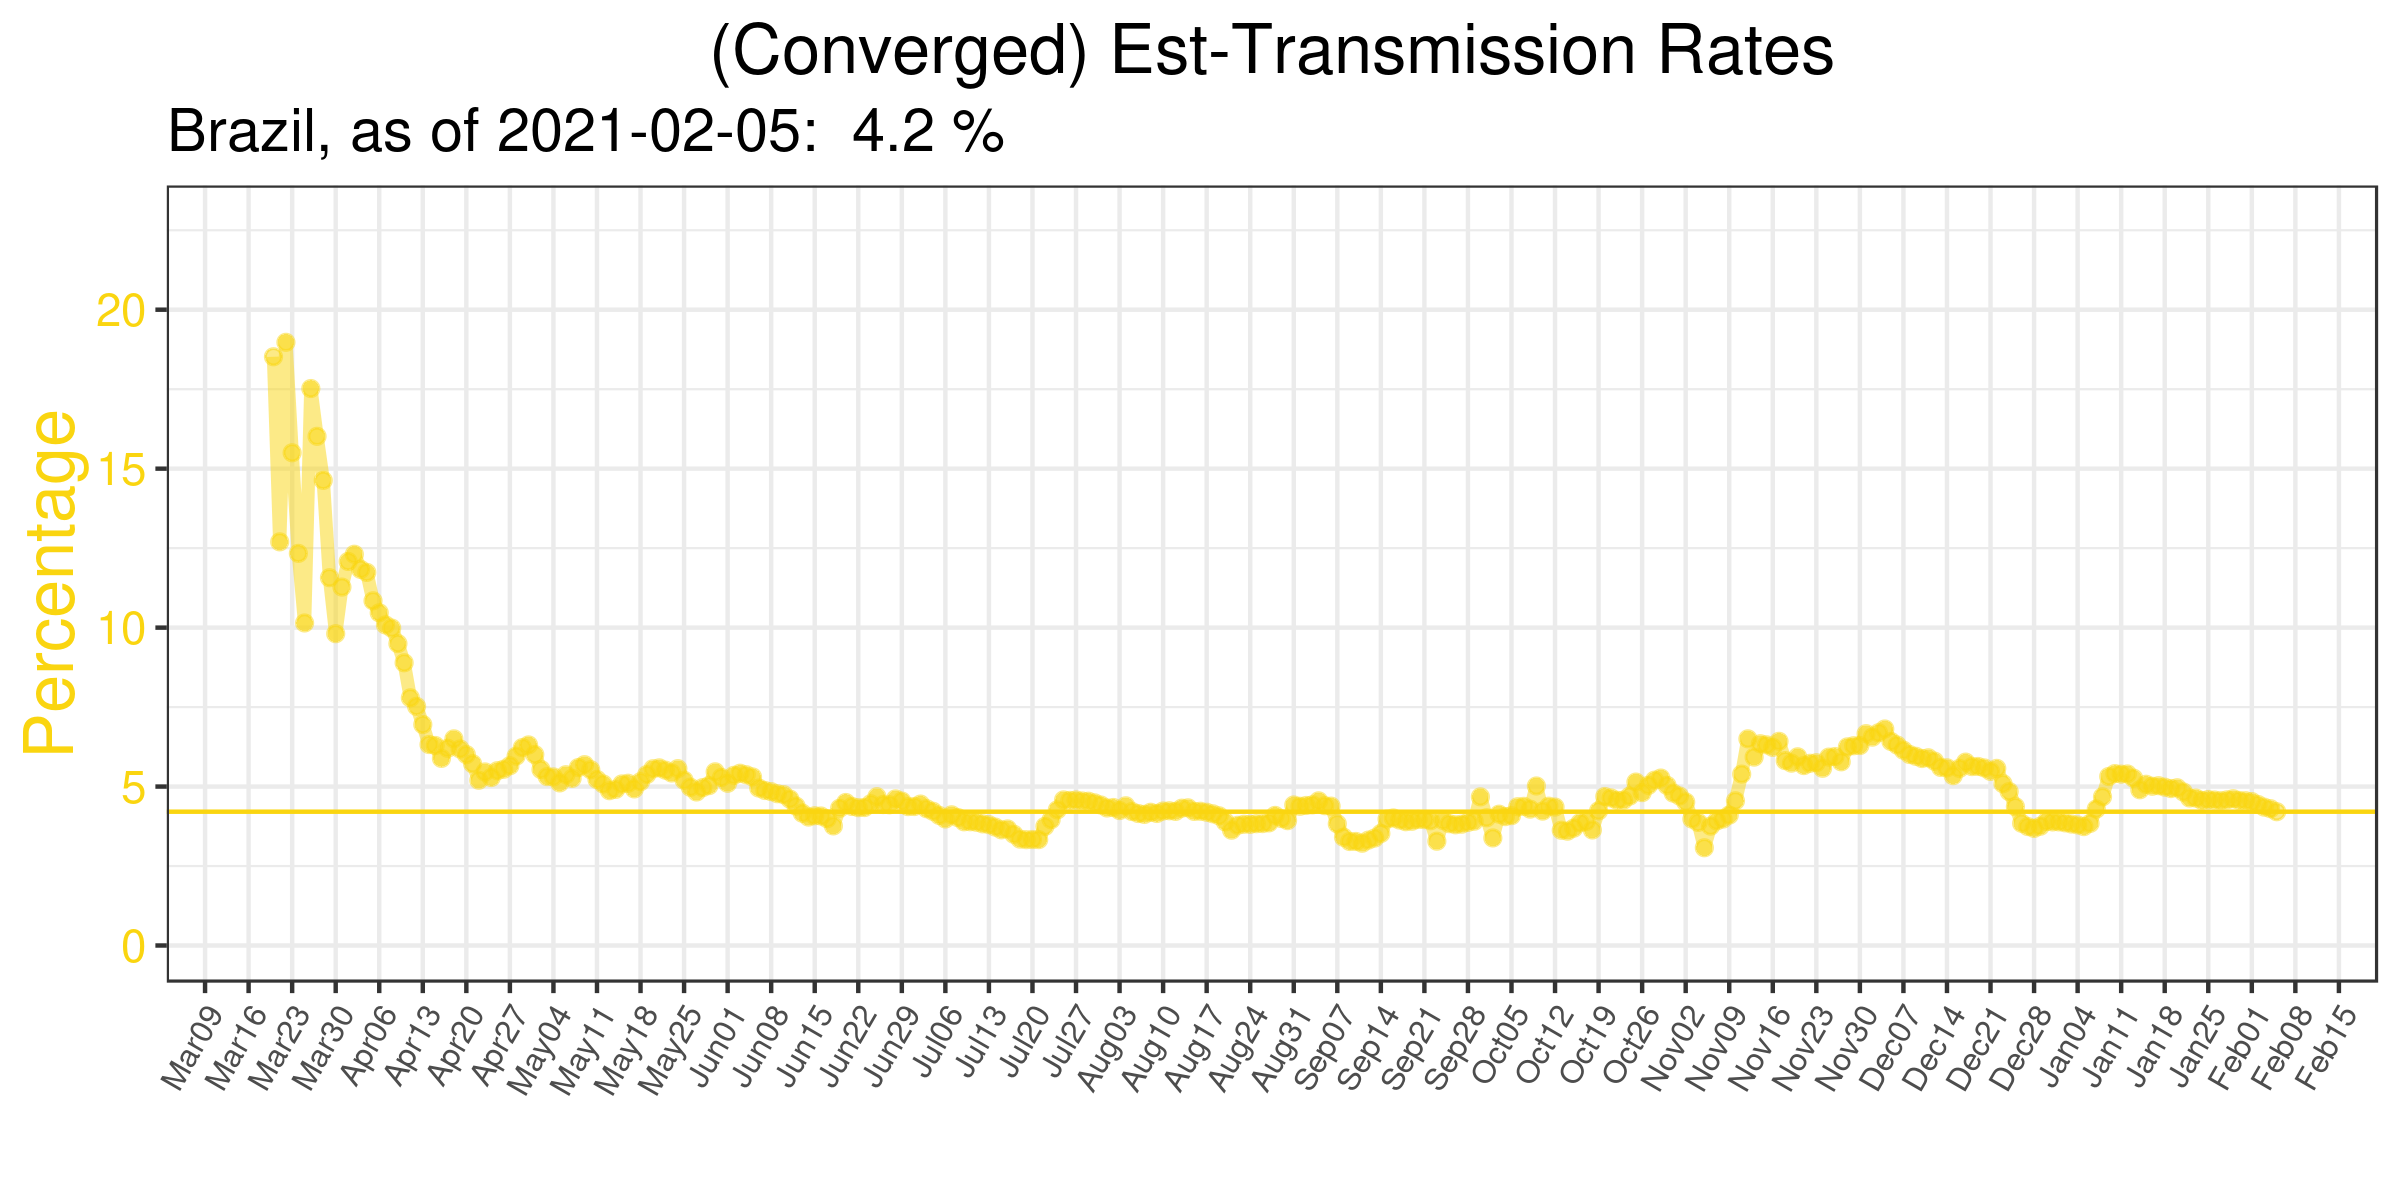 (Converged) Est-Transmission Rates
Brazil, as of 2021-02-05:  4.2 %
Percentage
20
15
10
5
0
Mar09
Mar16
Mar23
Mar30
Apr06
Apr13
Apr20
Apr27
May04
May11
May18
May25
Jun01
Jun08
Jun15
Jun22
Jun29
Jul06
Jul13
Jul20
Jul27
Aug03
Aug10
Aug17
Aug24
Aug31
Sep07
Sep14
Sep21
Sep28
Oct05
Oct12
Oct19
Oct26
Nov02
Nov09
Nov16
Nov23
Nov30
Dec07
Dec14
Dec21
Dec28
Jan04
Jan11
Jan18
Jan25
Feb01
Feb08
Feb15